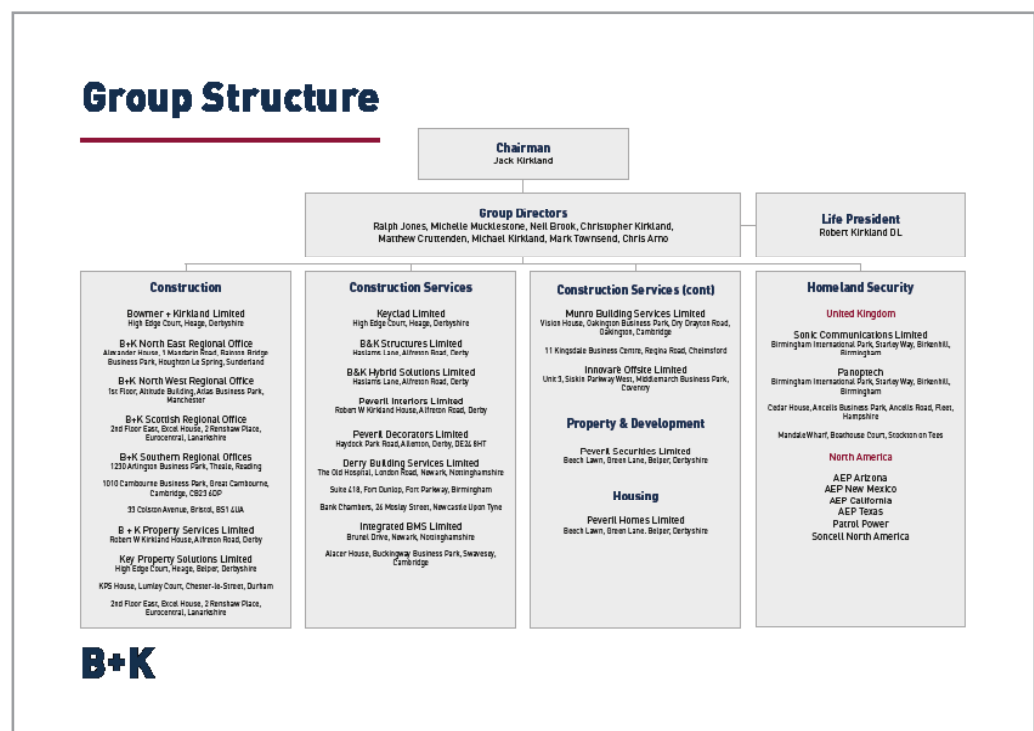 Group Structure
Chairman
Jack Kirkland
Group Directors
Ralph Jones, Michelle Mucklestone, Neil Brook, Christopher Kirkland,
Matthew Cruttenden, Michael Kirkland, Mark Townsend, Chris Arno
Life President
Robert Kirkland DL
Construction
Bowmer + Kirkland Limited
High Edge Court, Heage, Derbyshire
B+K North East Regional Office
Alexander House, 1 Mandarin Road, Rainton Bridge
Business Park, Houghton Le Spring, Sunderland
B+K North West Regional Office
1st Floor, Altitude Building, Atlas Business Park,
Manchester
B+K Scottish Regional Office
2nd Floor East, Excel House, 2 Renshaw Place,
Eurocentral, Lanarkshire
B+K Southern Regional Offices
1230 Arlington Business Park, Theale, Reading
1010 Cambourne Business Park, Great Cambourne,
Cambridge, CB23 6DP
33 Colston Avenue, Bristol, BS1 4UA
B + K Property Services Limited
Robert W Kirkland House, Alfreton Road, Derby
Key Property Solutions Limited
High Edge Court, Heage, Belper, Derbyshire
KPS House, Lumley Court, Chester-le-Street, Durham
2nd Floor East, Excel House, 2 Renshaw Place,
Eurocentral, Lanarkshire
Construction Services
Keyclad Limited
High Edge Court, Heage, Derbyshire
B&K Structures Limited
Haslams Lane, Alfreton Road, Derby
B&K Hybrid Solutions Limited
Haslams Lane, Alfreton Road, Derby
Peveril Interiors Limited
Robert W Kirkland House, Alfreton Road, Derby
Peveril Decorators Limited
Haydock Park Road, Allenton, Derby, DE24 8HT
Derry Building Services Limited
The Old Hospital, London Road, Newark, Nottinghamshire
Suite 418, Fort Dunlop, Fort Parkway, Birmingham
Bank Chambers, 26 Mosley Street, Newcastle Upon Tyne
Integrated BMS Limited
Brunel Drive, Newark, Nottinghamshire
Alacer House, Buckingway Business Park, Swavesey,
Cambridge
Construction Services (cont)
Munro Building Services Limited
Vision House, Oakington Business Park, Dry Drayton Road,
Oakington, Cambridge
11 Kingsdale Business Centre, Regina Road, Chelmsford
Innovaré Offsite Limited
Unit 3, Siskin Parkway West, Middlemarch Business Park,
Coventry
Property & Development
Peveril Securities Limited
Beech Lawn, Green Lane, Belper, Derbyshire
Housing
Peveril Homes Limited
Beech Lawn, Green Lane. Belper, Derbyshire
Homeland Security
United Kingdom
Sonic Communications Limited
Birmingham International Park, Starley Way, Birkenhill,
Birmingham
Panoptech
Birmingham International Park, Starley Way, Birkenhill,
Birmingham
Cedar House, Ancells Business Park, Ancells Road, Fleet,
Hampshire
Mandale Wharf, Boathouse Court, Stockton on Tees
North America
AEP Arizona
AEP New Mexico
AEP California
AEP Texas
Patrol Power
Soncell North America
B+K